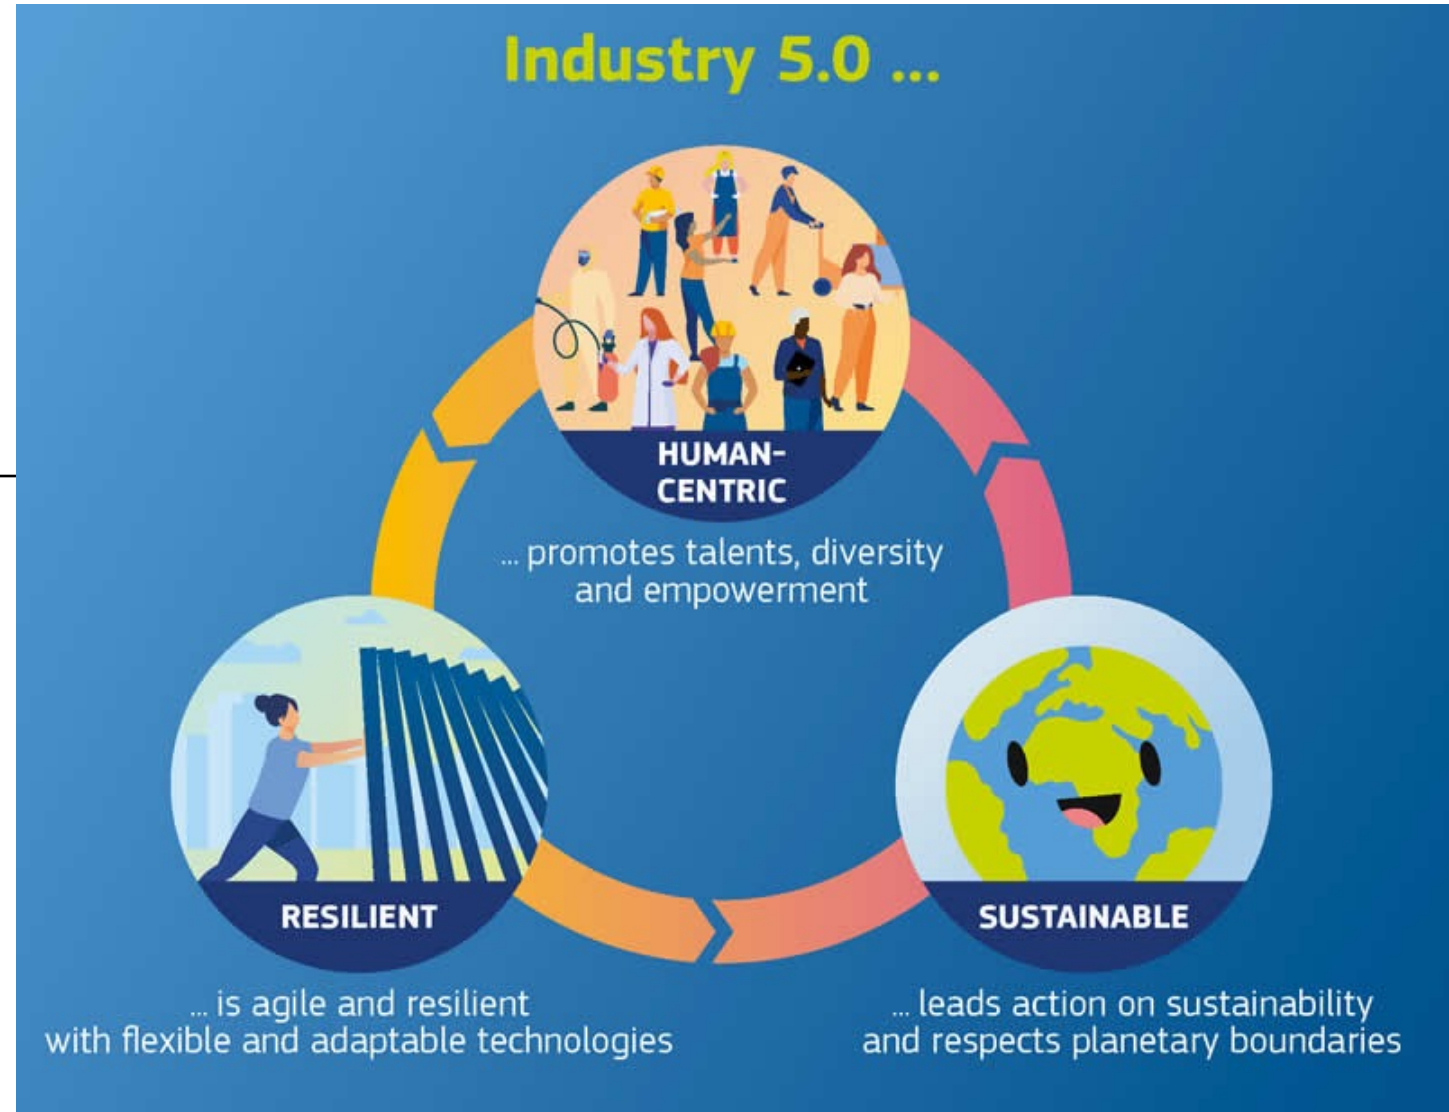 Industry 5.0 ...
HUMAN-
CENTRIC
... promotes talents, diversity
and empowerment
RESILIENT
... is agile and resilient
with flexible and adaptable technologies
SUSTAINABLE
... leads action on sustainability
and respects planetary boundaries